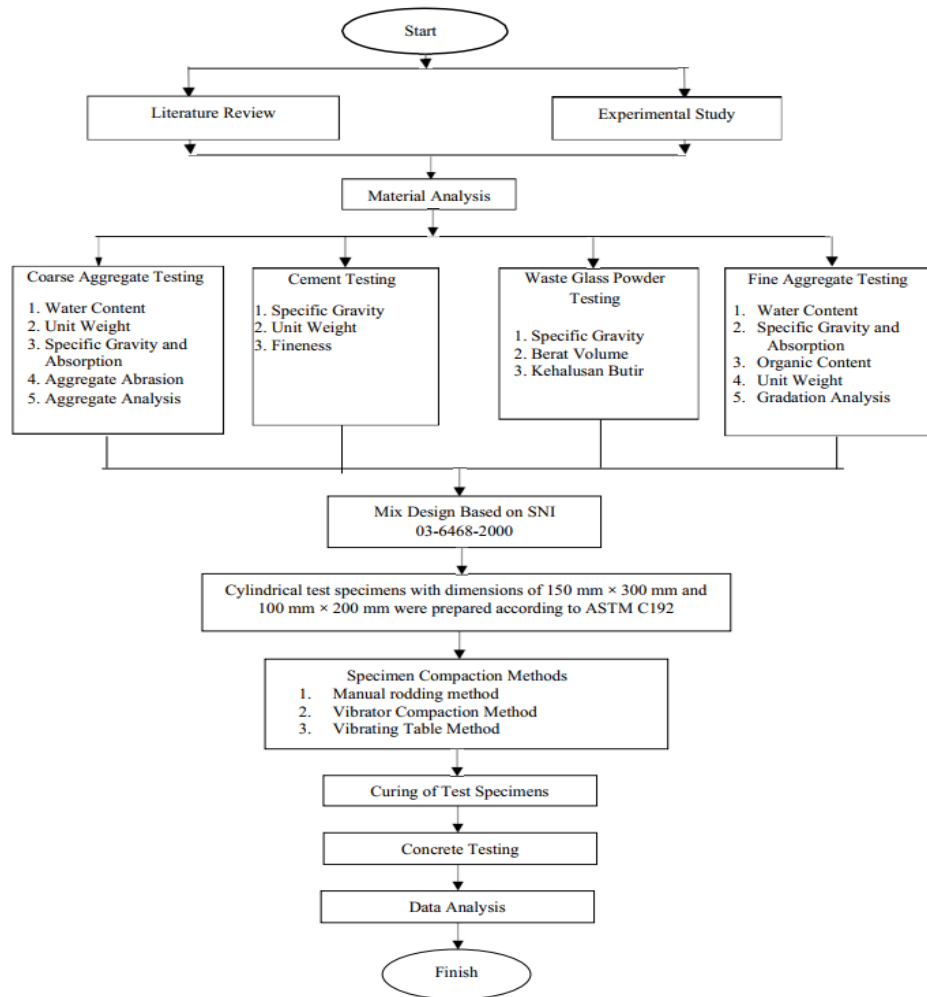 Start
Literature Review
Experimental Study
Material Analysis
Coarse Aggregate Testing
1. Water Content
2. Unit Weight
3. Specific Gravity and
Absorption
4. Aggregate Abrasion
5. Aggregate Analysis
Cement Testing
1. Specific Gravity
2. Unit Weight
3. Fineness
Waste Glass Powder
Testing
1. Specific Gravity
2. Berat Volume
3. Kehalusan Butir
Fine Aggregate Testing
1. Water Content
2. Specific Gravity and
Absorption
3. Organic Content
4. Unit Weight
5. Gradation Analysis
Mix Design Based on SNI
03-6468-2000
Cylindrical test specimens with dimensions of 150 mm × 300 mm and
100 mm × 200 mm were prepared according to ASTM C192
Specimen Compaction Methods
1. Manual rodding method
2. Vibrator Compaction Method
3. Vibrating Table Method
Curing of Test Specimens
Concrete Testing
Data Analysis
Finish